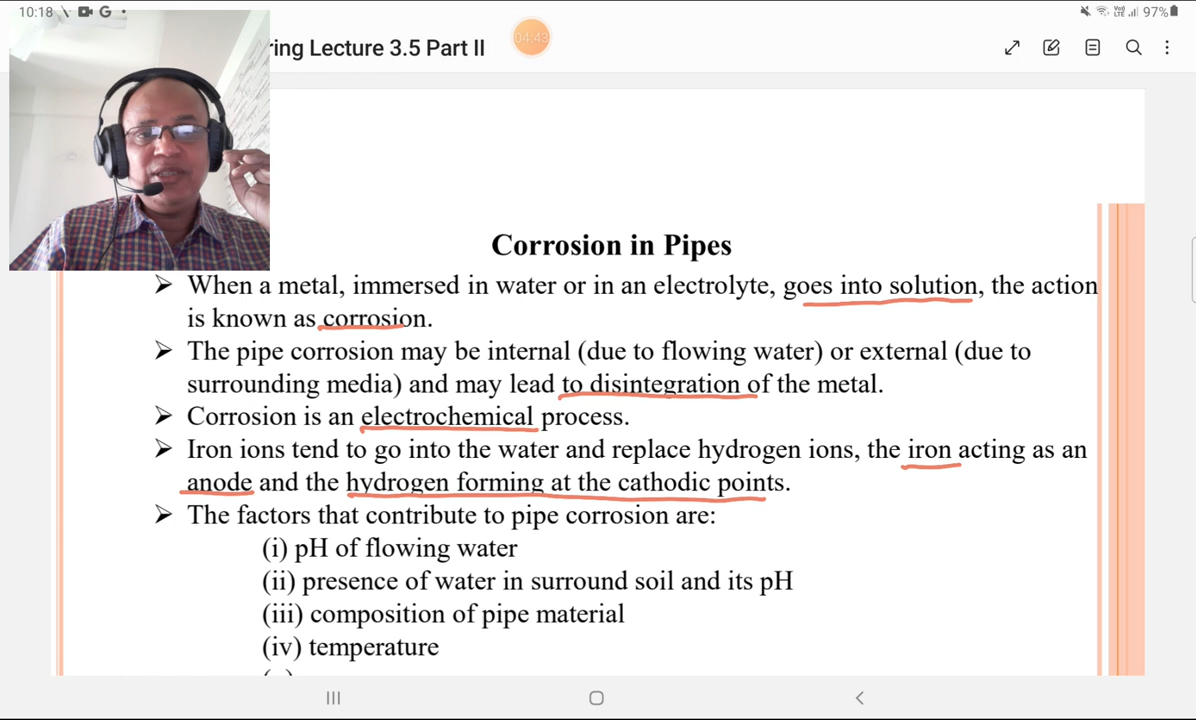 10:18 G 97%
ring Lecture 3.5 Part II
04:43
Corrosion in Pipes
➢ When a metal, immersed in water or in an electrolyte, goes into solution, the action
is known as corrosion.
➢ The pipe corrosion may be internal (due to flowing water) or external (due to
surrounding media) and may lead to disintegration of the metal.
➢ Corrosion is an electrochemical process.
➢ Iron ions tend to go into the water and replace hydrogen ions, the iron acting as an
anode and the hydrogen forming at the cathodic points.
➢ The factors that contribute to pipe corrosion are:
(i) pH of flowing water
(ii) presence of water in surround soil and its pH
(iii) composition of pipe material
(iv) temperature